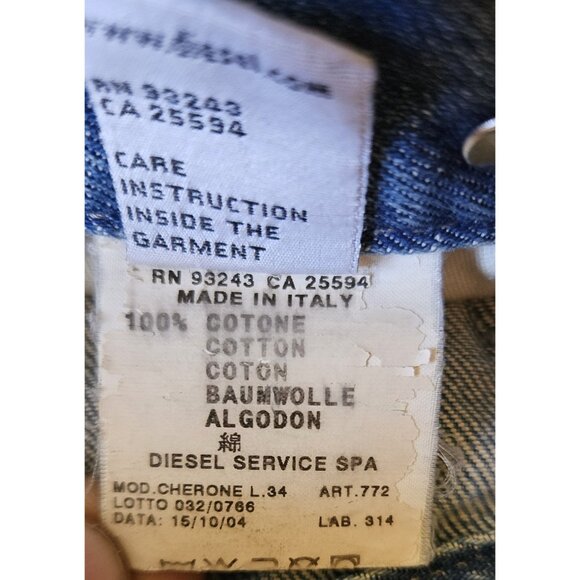 RN 93243
CA 25594
CARE
INSTRUCTION
INSIDE THE
GARMENT
RN 93243 CA 25594
MADE IN ITALY
100% COTONE
COTTON
COTON
BAUMWOLLE
ALGODON
綿
DIESEL SERVICE SPA
MOD.CHERONE L.34 ART.772
LOTTO 032/0766
DATA: 15/10/04 LAB. 314